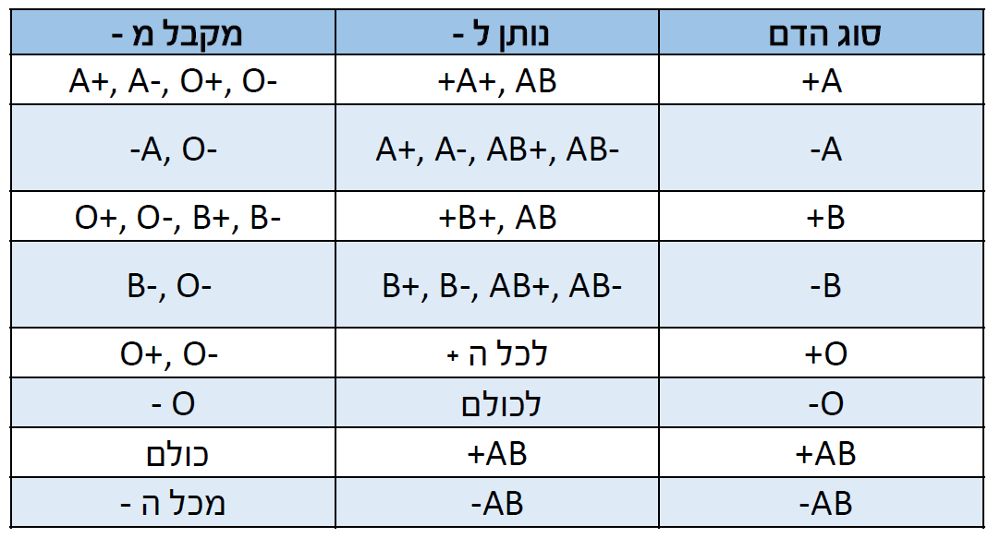 סוג הדם	נותן ל -	מקבל מ -
+A	+A+, AB	A+, A-, O+, O-
-A	A+, A-, AB+, AB-	-A, O-
+B	+B+, AB	O+, O-, B+, B-
-B	B+, B-, AB+, AB-	B-, O-
+O	לכל ה +	O+, O-
-O	לכולם	- O
+AB	+AB	כולם
-AB	-AB	מכל ה -